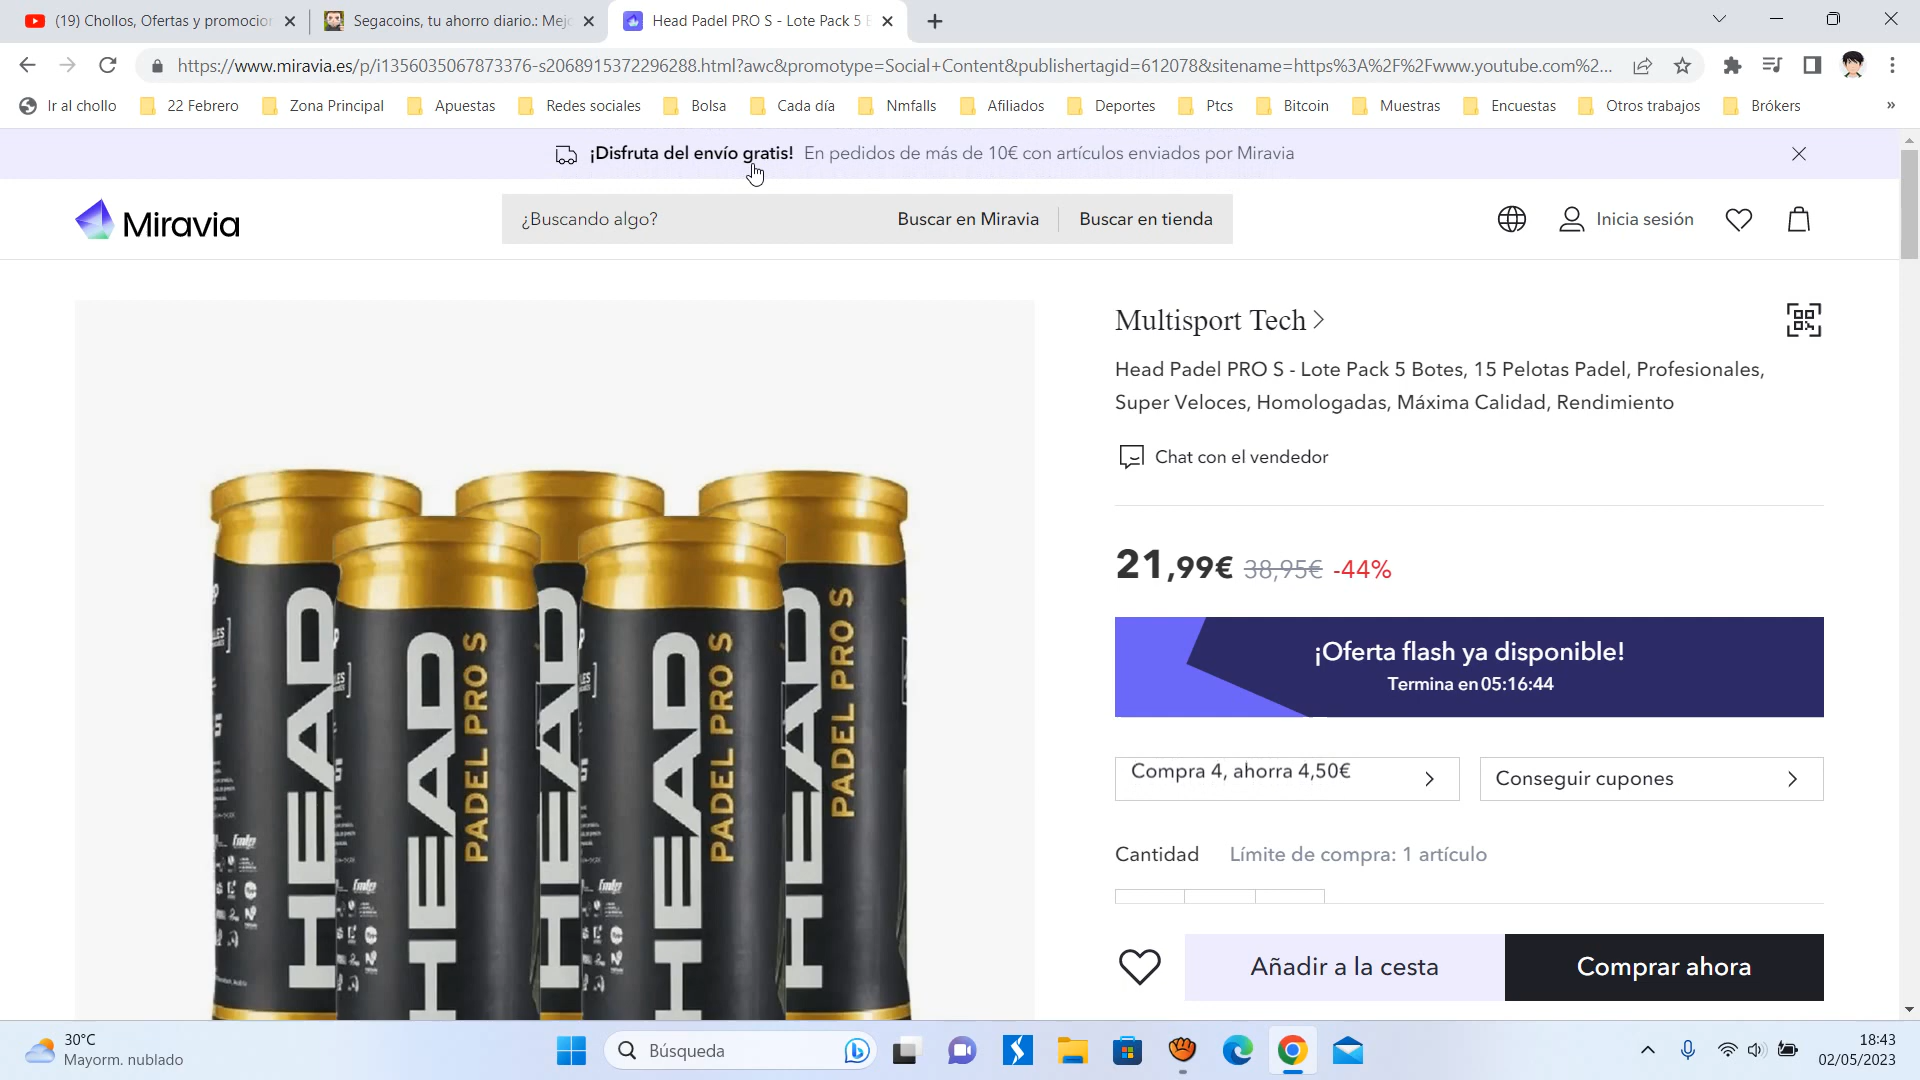 (19) Chollos, Ofertas y promocion
Segacoins, tu ahorro diario.: Mejo
Head Padel PRO S - Lote Pack 5 B
https://www.miravia.es/p/i1356035067873376-s2068915372296288.html?awc&promotype=Social+Content&publishertagid=612078&sitename=https%3A%2F%2Fwww.youtube.com%2...
Ir al chollo
22 Febrero
Zona Principal
Apuestas
Redes sociales
Bolsa
Cada día
Nmfalls
Afiliados
Deportes
Ptcs
Bitcoin
Muestras
Encuestas
Otros trabajos
Brókers
»
¡Disfruta del envío gratis! En pedidos de más de 10€ con artículos enviados por Miravia
Miravia
¿Buscando algo?
Buscar en Miravia
Buscar en tienda
Inicia sesión
Multisport Tech >
Head Padel PRO S - Lote Pack 5 Botes, 15 Pelotas Padel, Profesionales,
Super Veloces, Homologadas, Máxima Calidad, Rendimiento
Chat con el vendedor
21,99€ 38,95€ -44%
¡Oferta flash ya disponible!
Termina en 05:16:44
Compra 4, ahorra 4,50€
Conseguir cupones
Cantidad Límite de compra: 1 artículo
Añadir a la cesta
Comprar ahora
HEAD
HEAD
PADEL PRO S
HEAD
HEAD
PADEL PRO S
HEAD
PADEL PRO S
30°C
Mayorm. nublado
Búsqueda
18:43
02/05/2023